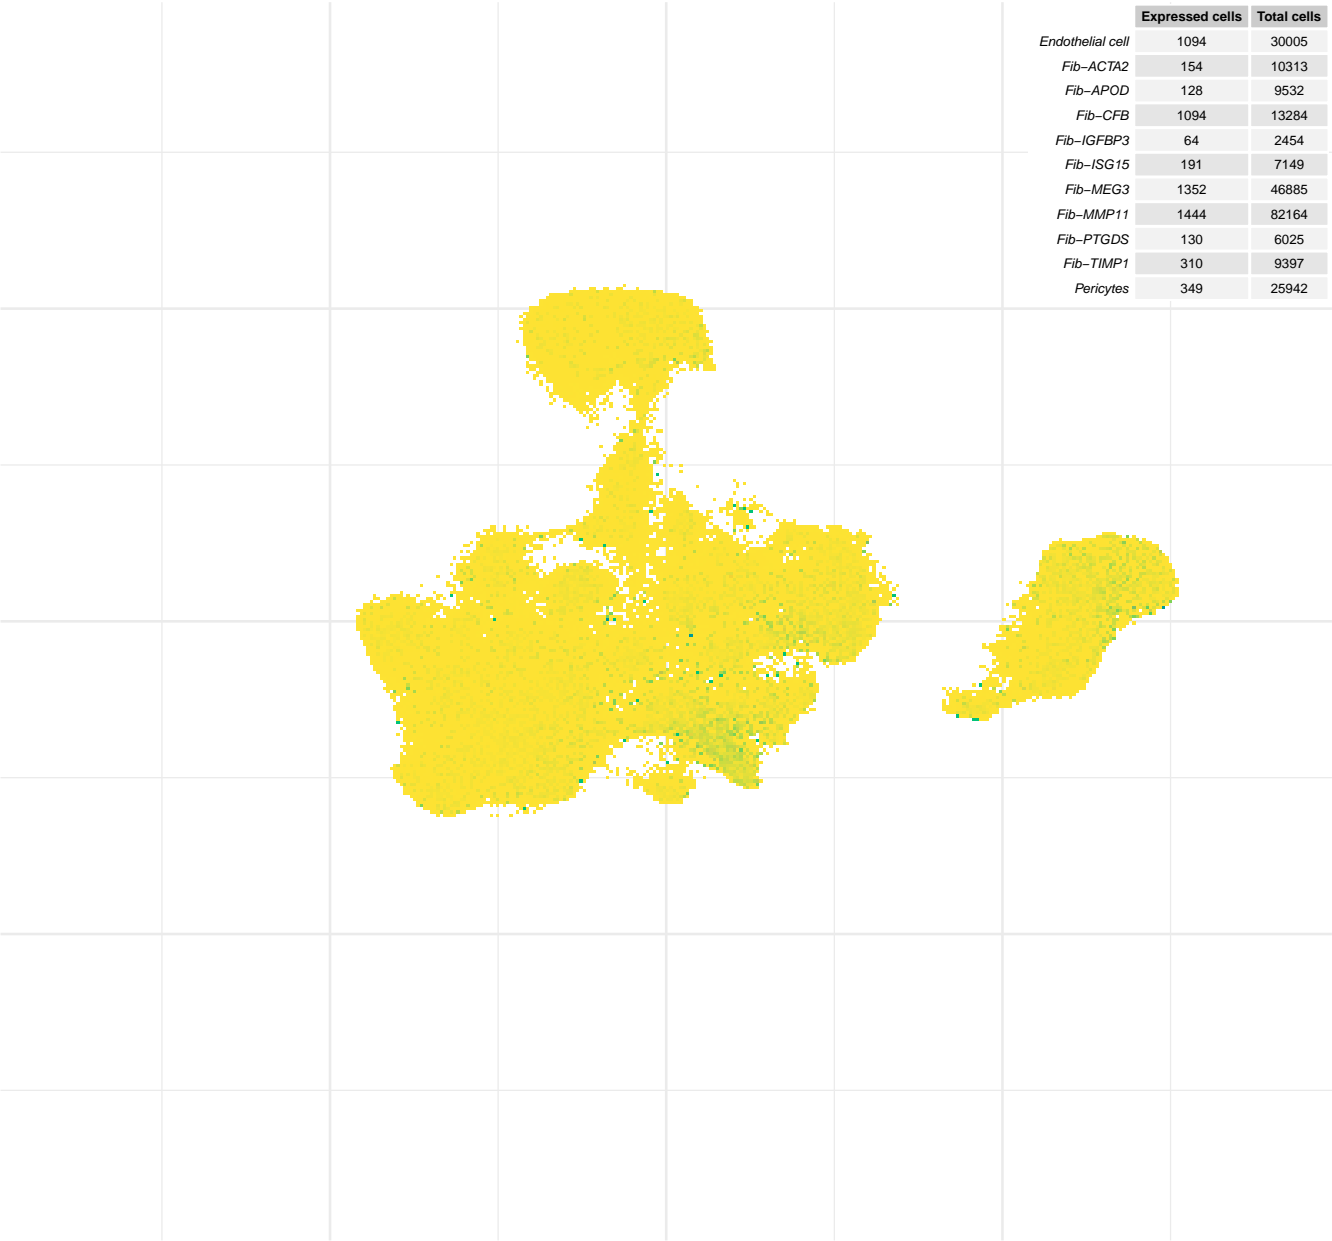 Expressed cells Total cells
Endothelial cell 1094 30005
Fib−ACTA2 154 10313
Fib−APOD 128 9532
Fib−CFB 1094 13284
Fib−IGFBP3 64 2454
Fib−ISG15 191 7149
Fib−MEG3 1352 46885
Fib−MMP11 1444 82164
Fib−PTGDS 130 6025
Fib−TIMP1 310 9397
Pericytes 349 25942